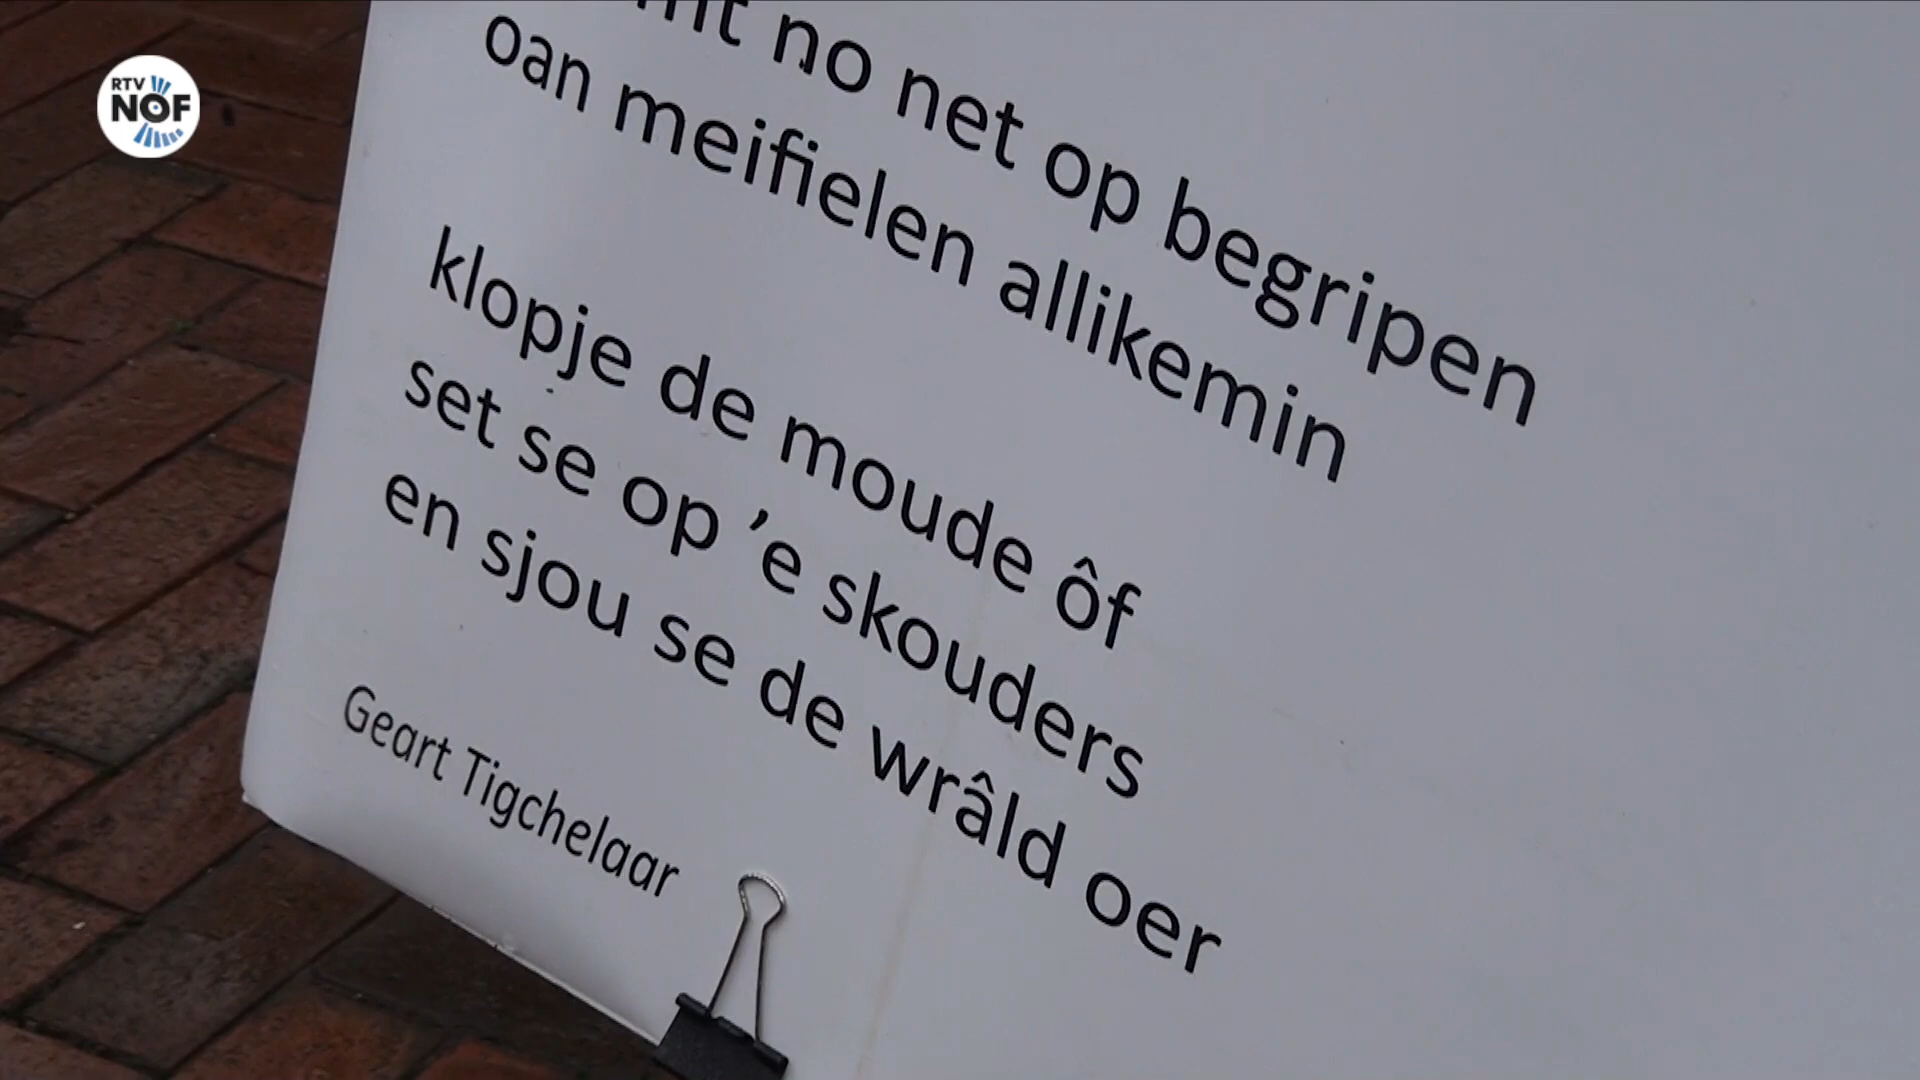 RTV
NOF
no net op begripen
oan meifielen allikemin
klopje de moude ôf
set se op 'e skouders
en sjou se de wrâld oer
Geart Tigchelaar